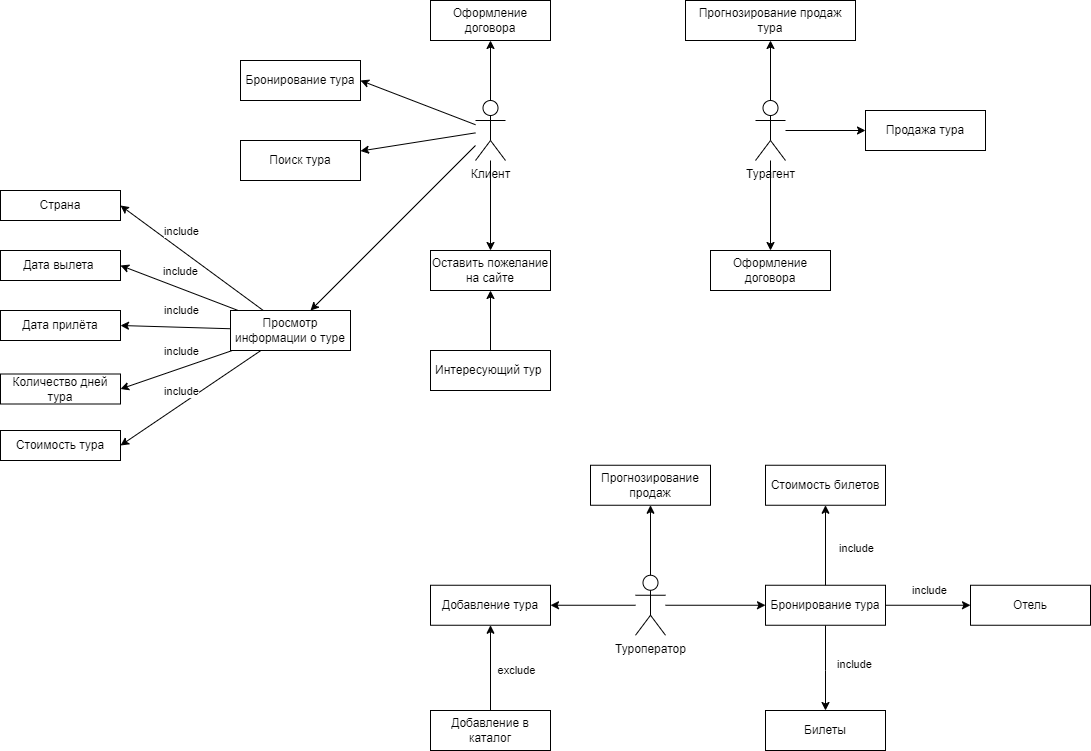 Оформление
договора
Прогнозирование продаж
тура
Бронирование тура
Поиск тура
Клиент
Продажа тура
Турагент
Страна
include
Дата вылета
include
Дата прилёта
include
Количество дней
тура
include
Стоимость тура
include
Просмотр
информации о туре
Оставить пожелание
на сайте
Интересующий тур
Оформление
договора
Прогнозирование
продаж
Стоимость билетов
include
Добавление тура
Туроператор
Бронирование тура
include
Отель
exclude
include
Добавление в
каталог
Билеты